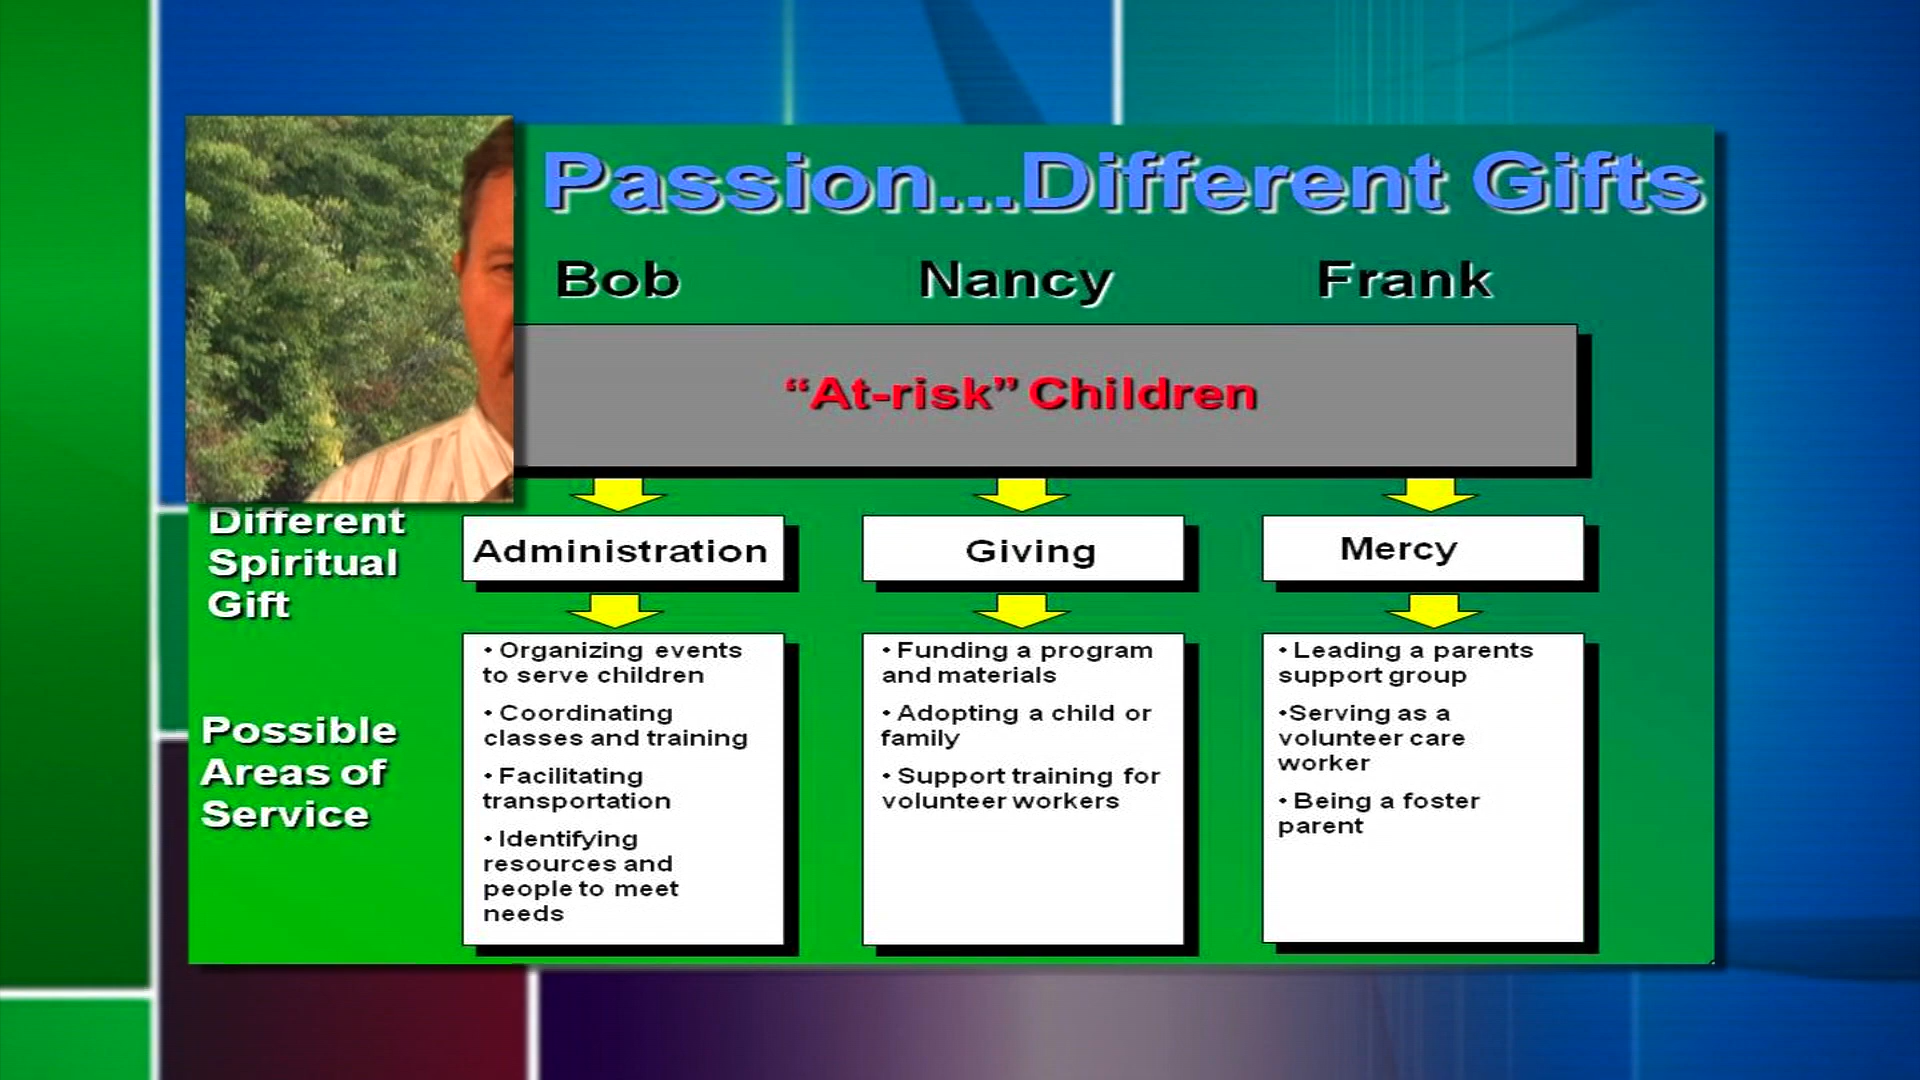 Passion...Different Gifts
Bob
Nancy
Frank
“At-risk” Children
Different
Spiritual
Gift
Administration
Giving
Mercy
Possible
Areas of
Service
• Organizing events
to serve children
• Coordinating
classes and training
• Facilitating
transportation
• Identifying
resources and
people to meet
needs
• Funding a program
and materials
• Adopting a child or
family
• Support training for
volunteer workers
• Leading a parents
support group
•Serving as a
volunteer care
worker
• Being a foster
parent